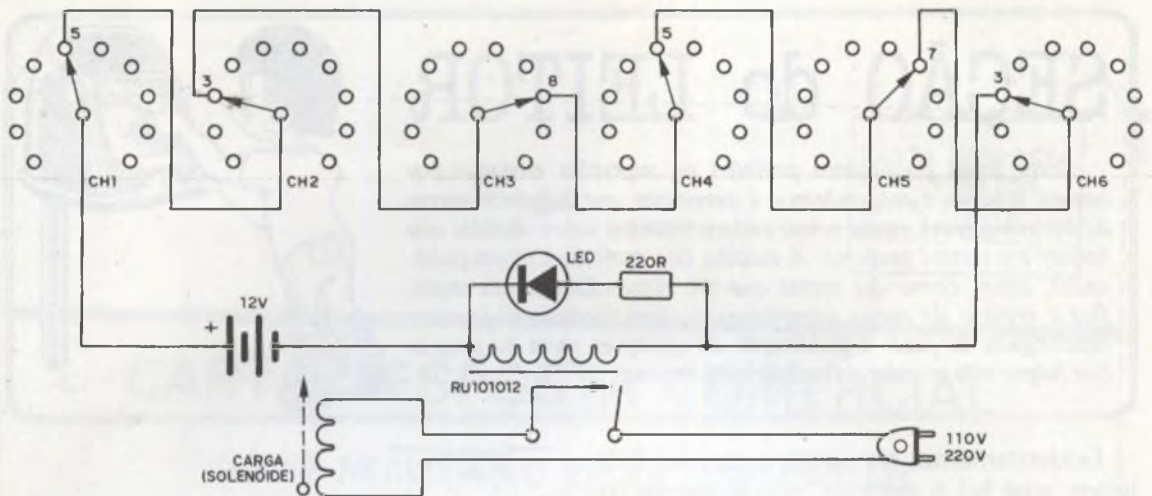 5
5
7
3
8
3
CH1
CH2
CH3
CH4
CH5
CH6
LED
220R
12V
+
RU101012
110V
220V
CARGA
(SOLENÓIDE)